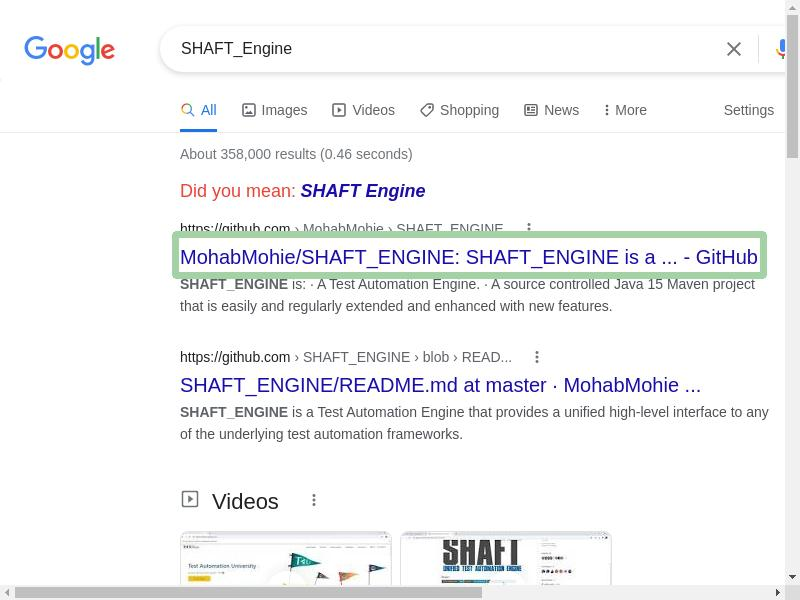 Google
SHAFT_Engine
All Images Videos Shopping News More Settings
About 358,000 results (0.46 seconds)
Did you mean: SHAFT Engine
https://github.com › MohabMohie › SHAFT_ENGINE
MohabMohie/SHAFT_ENGINE: SHAFT_ENGINE is a ... - GitHub
SHAFT_ENGINE is: · A Test Automation Engine. · A source controlled Java 15 Maven project
that is easily and regularly extended and enhanced with new features.
https://github.com › SHAFT_ENGINE › blob › READ...
SHAFT_ENGINE/README.md at master · MohabMohie ...
SHAFT_ENGINE is a Test Automation Engine that provides a unified high-level interface to any
of the underlying test automation frameworks.
Videos
Test Automation University
SHAFT
UNIFIED TEST AUTOMATION ENGINE